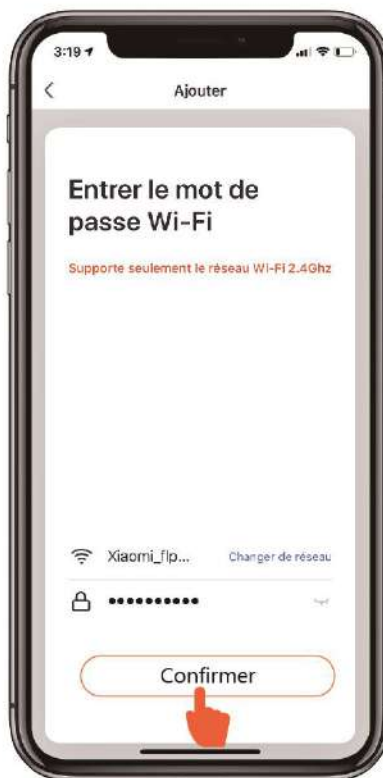 3:19
Ajouter
Entrer le mot de
passe Wi-Fi
Supporte seulement le réseau Wi-Fi 2.4Ghz
Xiaomi_flp... Changer de réseau
••••••••••
Confirmer